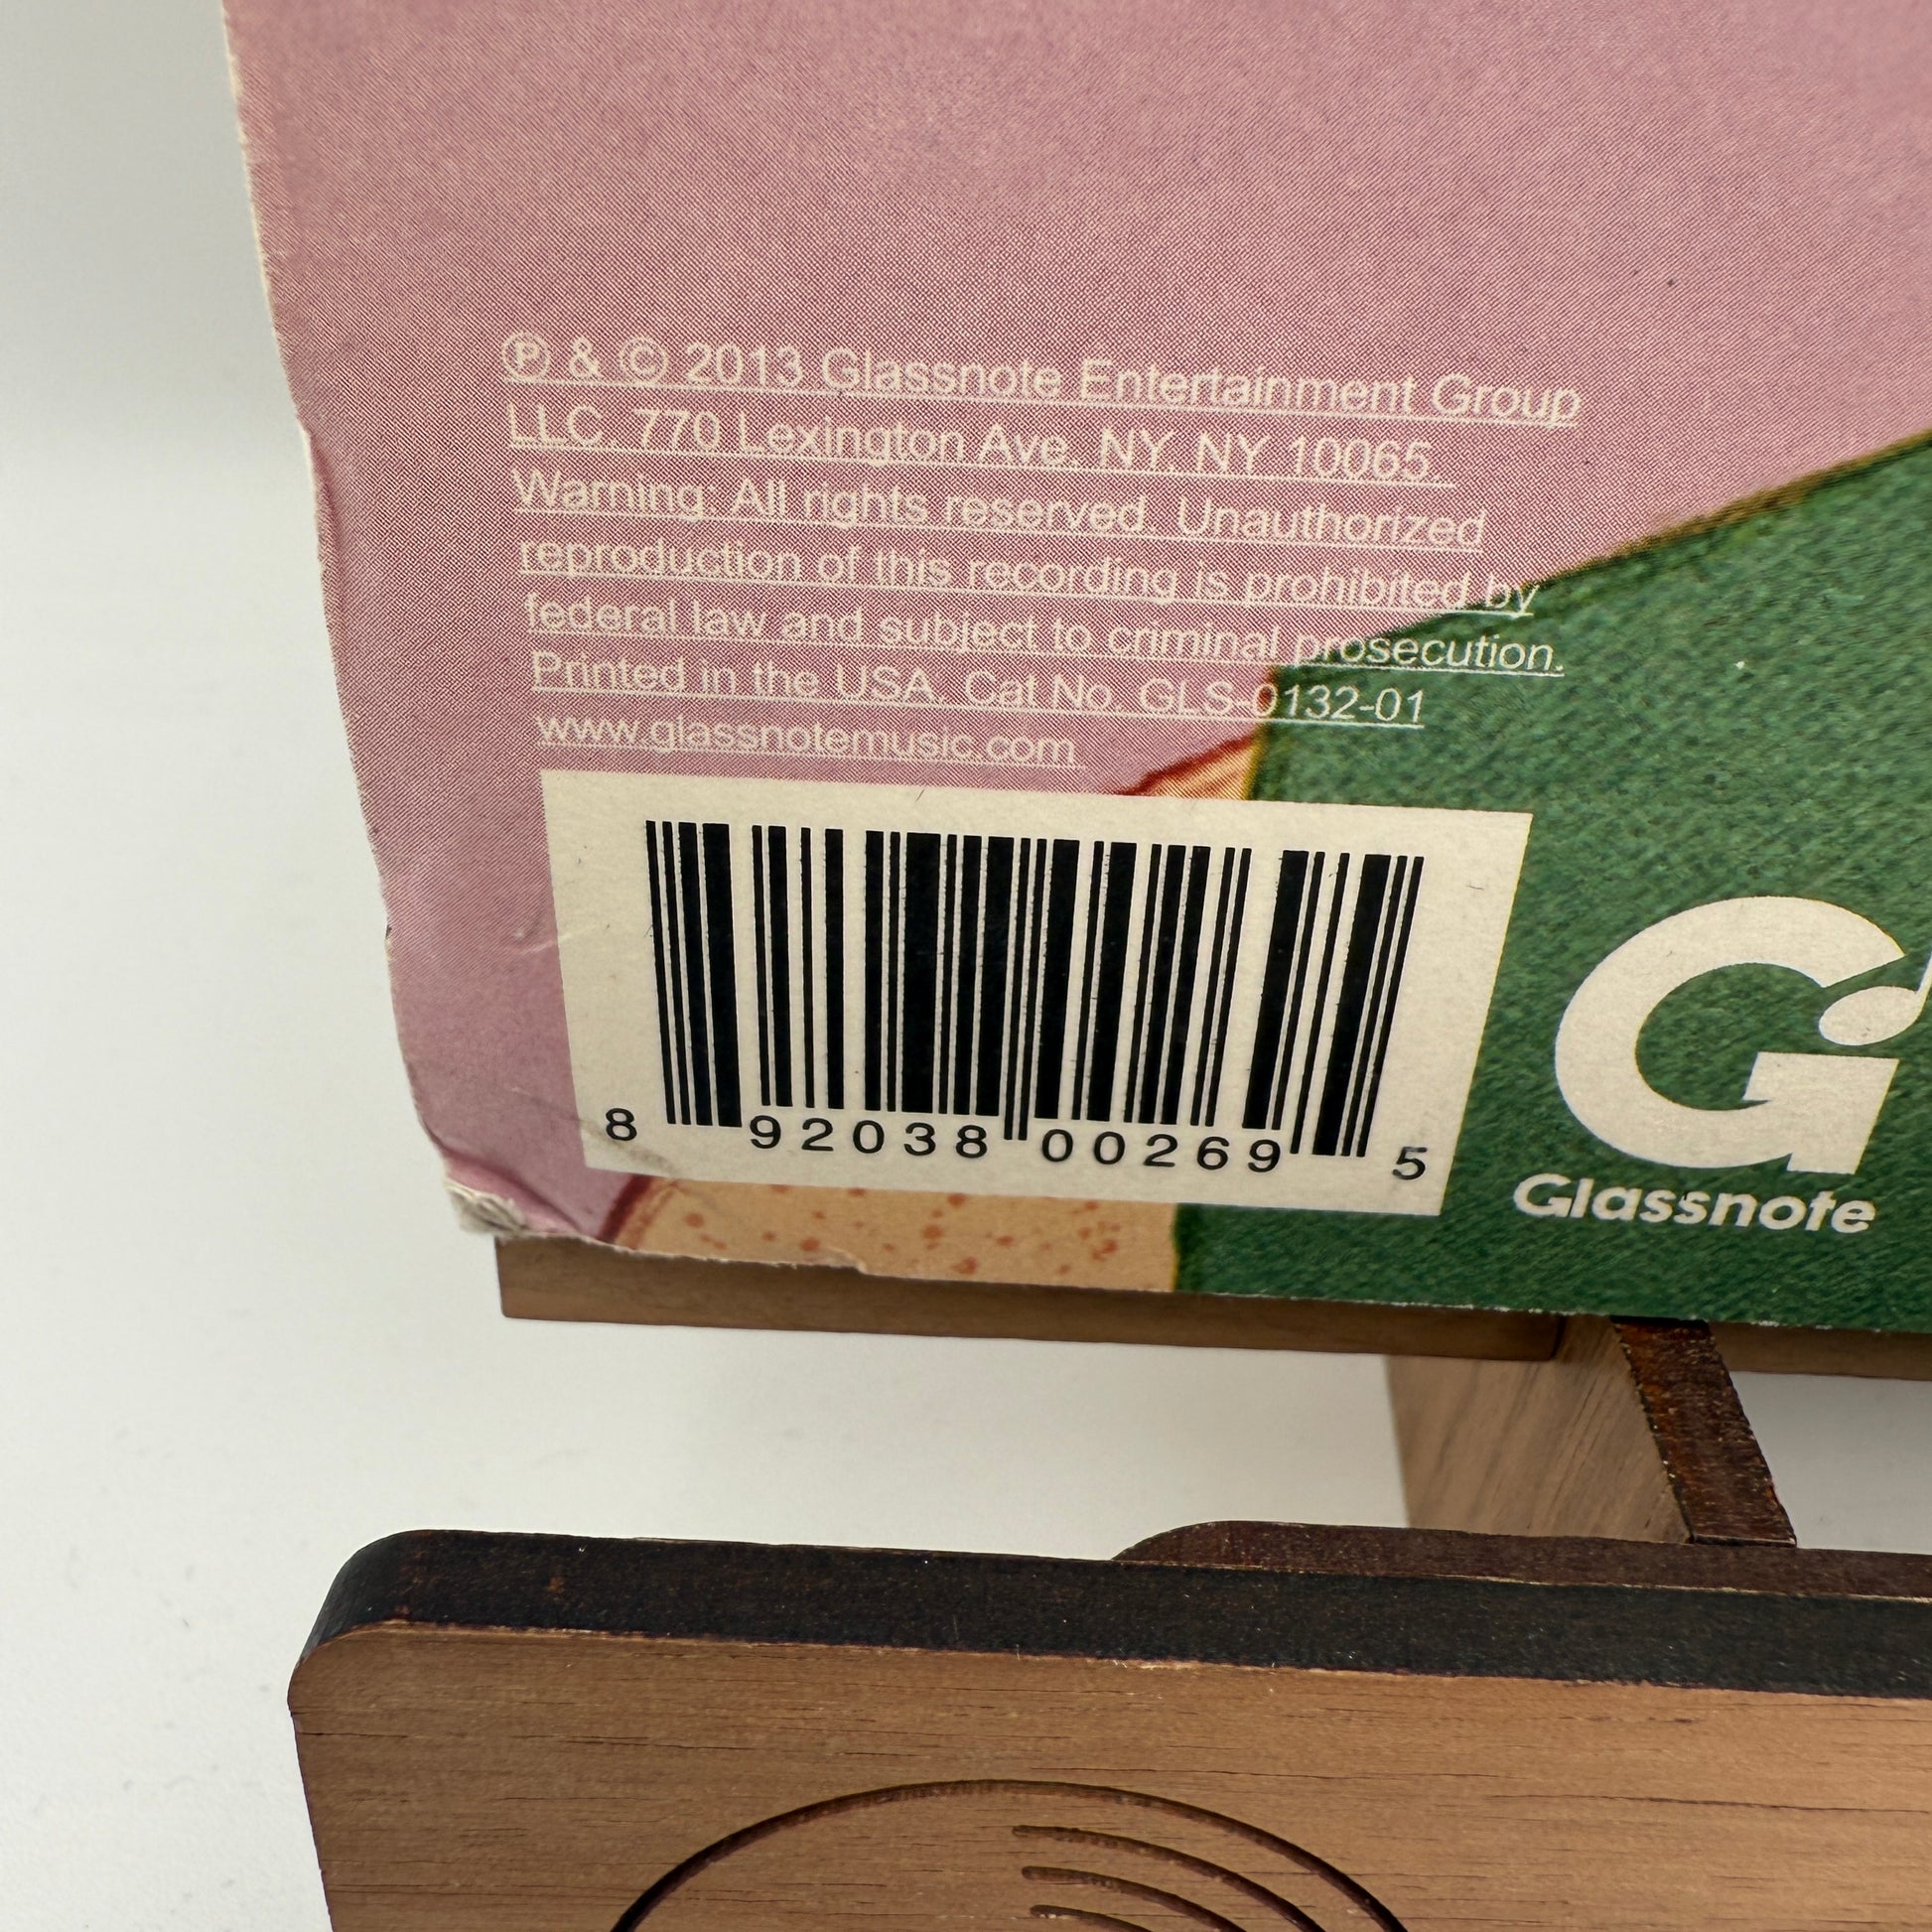 Ⓟ & © 2013 Glassnote Entertainment Group
LLC. 770 Lexington Ave. NY, NY 10065.
Warning: All rights reserved. Unauthorized
reproduction of this recording is prohibited by
federal law and subject to criminal prosecution.
Printed in the USA. Cat No. GLS-0132-01
www.glassnotemusic.com
8 92038 00269 5
G
Glassnote